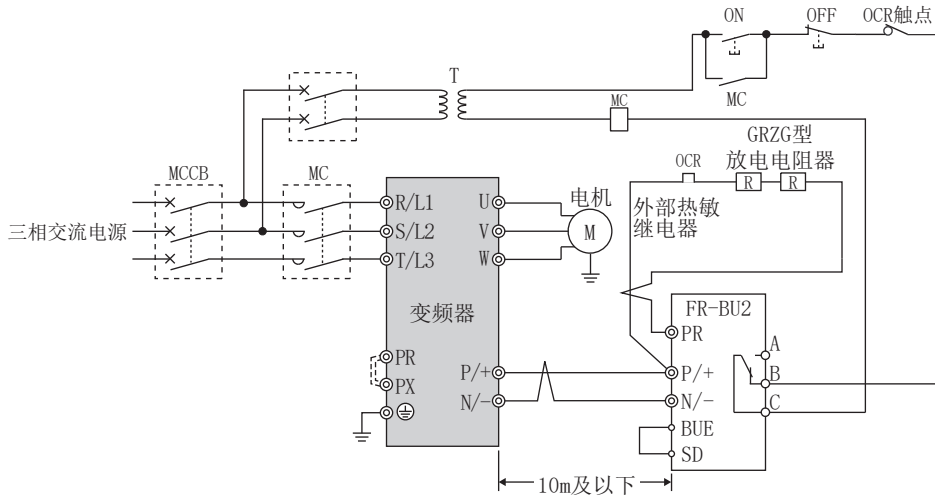 ON
OFF
OCR触点
T
MC
MC
GRZG型
放电电阻器
OCR
R
R
MCCB
MC
外部热敏
继电器
三相交流电源
R/L1
S/L2
T/L3
U
V
W
电机
M
变频器
FR-BU2
PR
A
PR
PX
P/+
N/−
P/+
N/−
B
C
BUE
SD
10m及以下